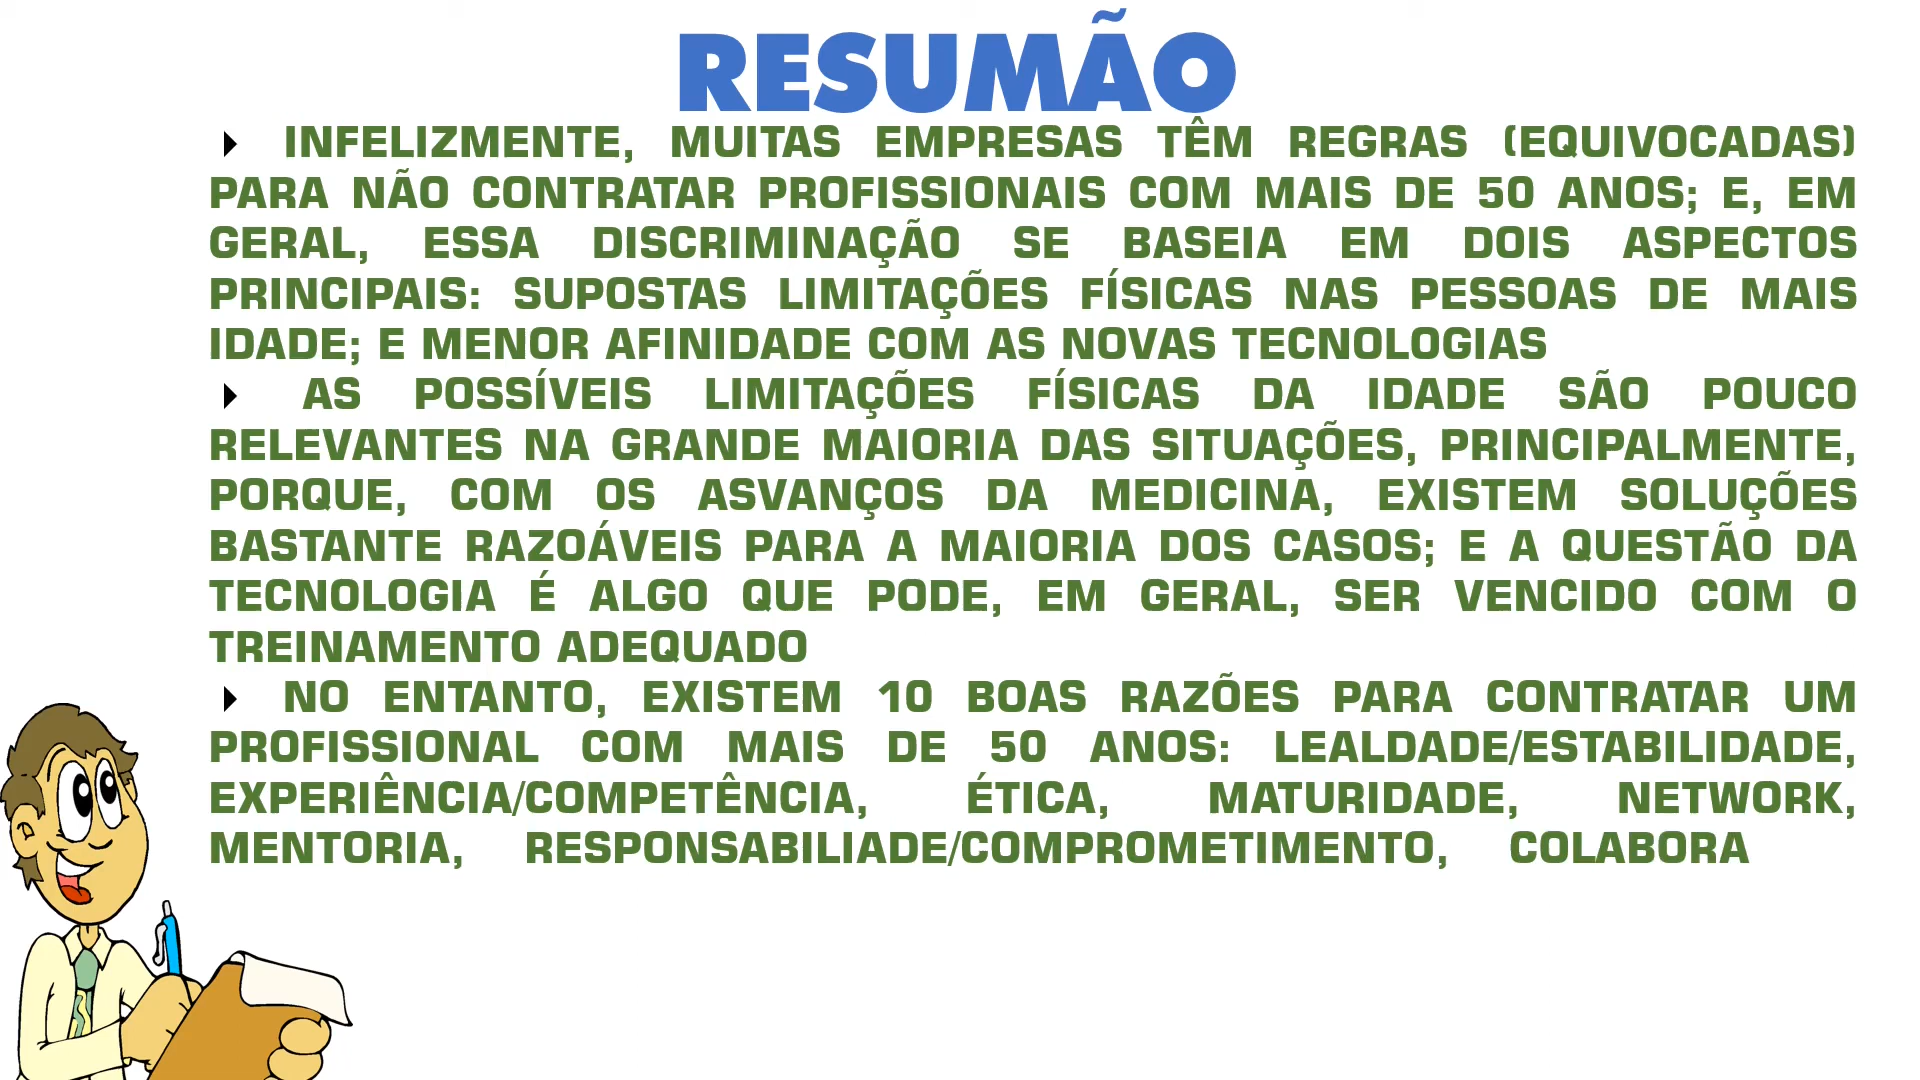 RESUMÃO
INFELIZMENTE, MUITAS EMPRESAS TÊM REGRAS (EQUIVOCADAS)
PARA NÃO CONTRATAR PROFISSIONAIS COM MAIS DE 50 ANOS; E, EM
GERAL, ESSA DISCRIMINAÇÃO SE BASEIA EM DOIS ASPECTOS
PRINCIPAIS: SUPOSTAS LIMITAÇÕES FÍSICAS NAS PESSOAS DE MAIS
IDADE; E MENOR AFINIDADE COM AS NOVAS TECNOLOGIAS
AS POSSÍVEIS LIMITAÇÕES FÍSICAS DA IDADE SÃO POUCO
RELEVANTES NA GRANDE MAIORIA DAS SITUAÇÕES, PRINCIPALMENTE,
PORQUE, COM OS ASVANÇOS DA MEDICINA, EXISTEM SOLUÇÕES
BASTANTE RAZOÁVEIS PARA A MAIORIA DOS CASOS; E A QUESTÃO DA
TECNOLOGIA É ALGO QUE PODE, EM GERAL, SER VENCIDO COM O
TREINAMENTO ADEQUADO
NO ENTANTO, EXISTEM 10 BOAS RAZÕES PARA CONTRATAR UM
PROFISSIONAL COM MAIS DE 50 ANOS: LEALDADE/ESTABILIDADE,
EXPERIÊNCIA/COMPETÊNCIA, ÉTICA, MATURIDADE, NETWORK,
MENTORIA, RESPONSABILIADE/COMPROMETIMENTO, COLABORA